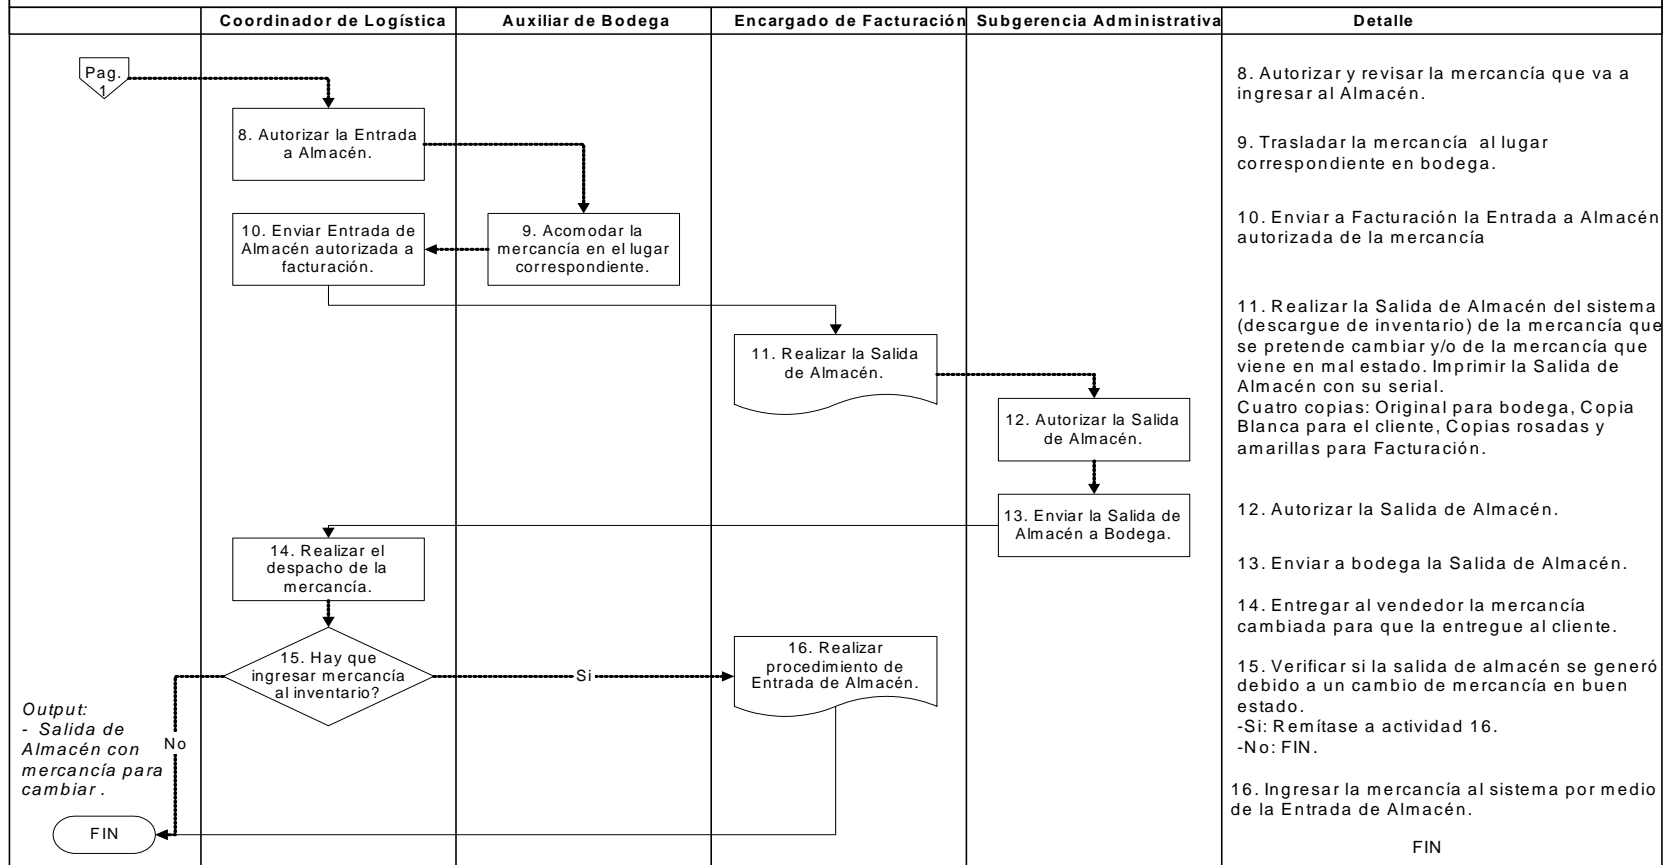 Coordinador de Logística
Auxiliar de Bodega
Encargado de Facturación
Subgerencia Administrativa
Detalle
Pag.
1
8. Autorizar la Entrada
a Almacén.
10. Enviar Entrada de
Almacén autorizada a
facturación.
9. Acomodar la
mercancía en el lugar
correspondiente.
11. Realizar la Salida
de Almacén.
12. Autorizar la Salida
de Almacén.
13. Enviar la Salida de
Almacén a Bodega.
14. Realizar el
despacho de la
mercancía.
15. Hay que
ingresar mercancía
al inventario?
Si
16. Realizar
procedimiento de
Entrada de Almacén.
No
Output:
- Salida de
Almacén con
mercancía para
cambiar .
FIN
8. Autorizar y revisar la mercancía que va a
ingresar al Almacén.
9. Trasladar la mercancía al lugar
correspondiente en bodega.
10. Enviar a Facturación la Entrada a Almacén
autorizada de la mercancía
11. Realizar la Salida de Almacén del sistema
(descargue de inventario) de la mercancía que
se pretende cambiar y/o de la mercancía que
viene en mal estado. Imprimir la Salida de
Almacén con su serial.
Cuatro copias: Original para bodega, Copia
Blanca para el cliente, Copias rosadas y
amarillas para Facturación.
12. Autorizar la Salida de Almacén.
13. Enviar a bodega la Salida de Almacén.
14. Entregar al vendedor la mercancía
cambiada para que la entregue al cliente.
15. Verificar si la salida de almacén se generó
debido a un cambio de mercancía en buen
estado.
-Si: Remítase a actividad 16.
-No: FIN.
16. Ingresar la mercancía al sistema por medio
de la Entrada de Almacén.
FIN